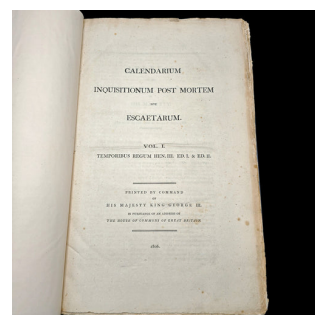 CALENDARIUM
INQUISITIONUM POST MORTEM
SIVE
ESCAETARUM.
VOL. I.
TEMPORIBUS REGUM HEN. III. ED. I. & ED. II.
PRINTED BY COMMAND
OF
HIS MAJESTY KING GEORGE III.
IN PURSUANCE OF AN ADDRESS OF
THE HOUSE OF COMMONS OF GREAT BRITAIN.
1806.